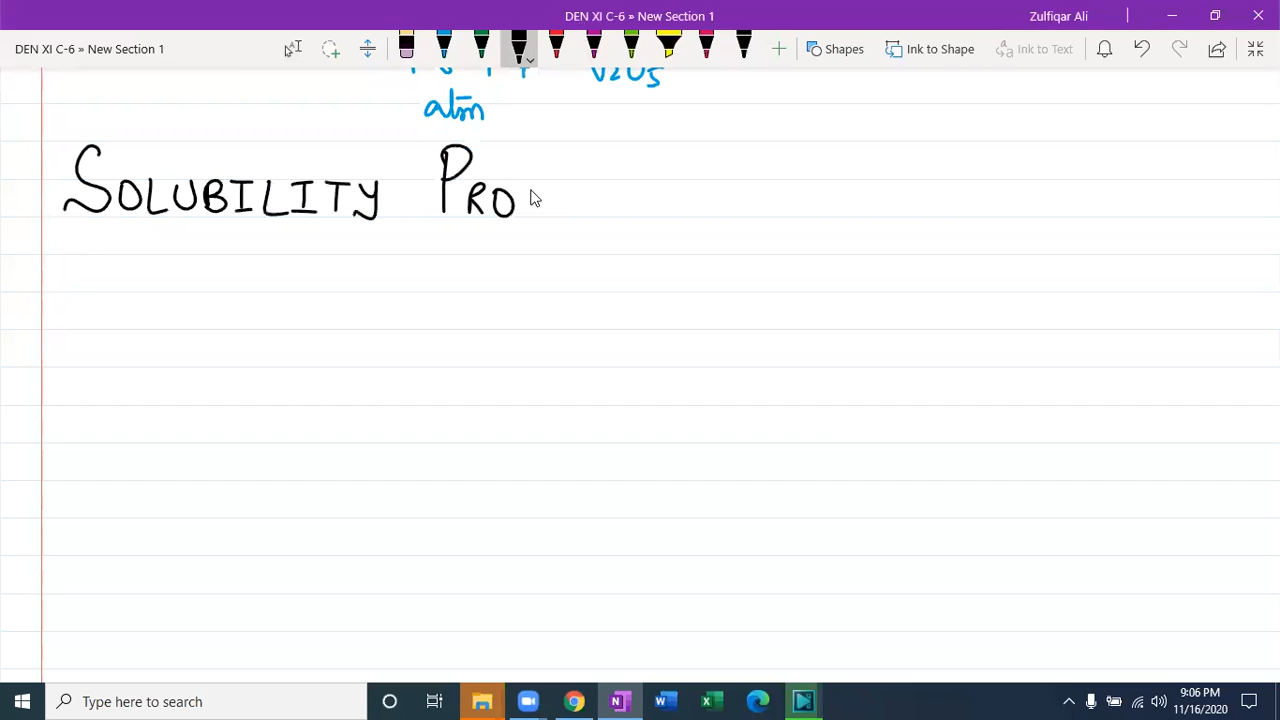 DEN XI C-6 » New Section 1
Zulfiqar Ali
DEN XI C-6 » New Section 1
Shapes
Ink to Shape
Ink to Text
V2O5
atm
SOLUBILITY PRO
Type here to search
9:06 PM
11/16/2020